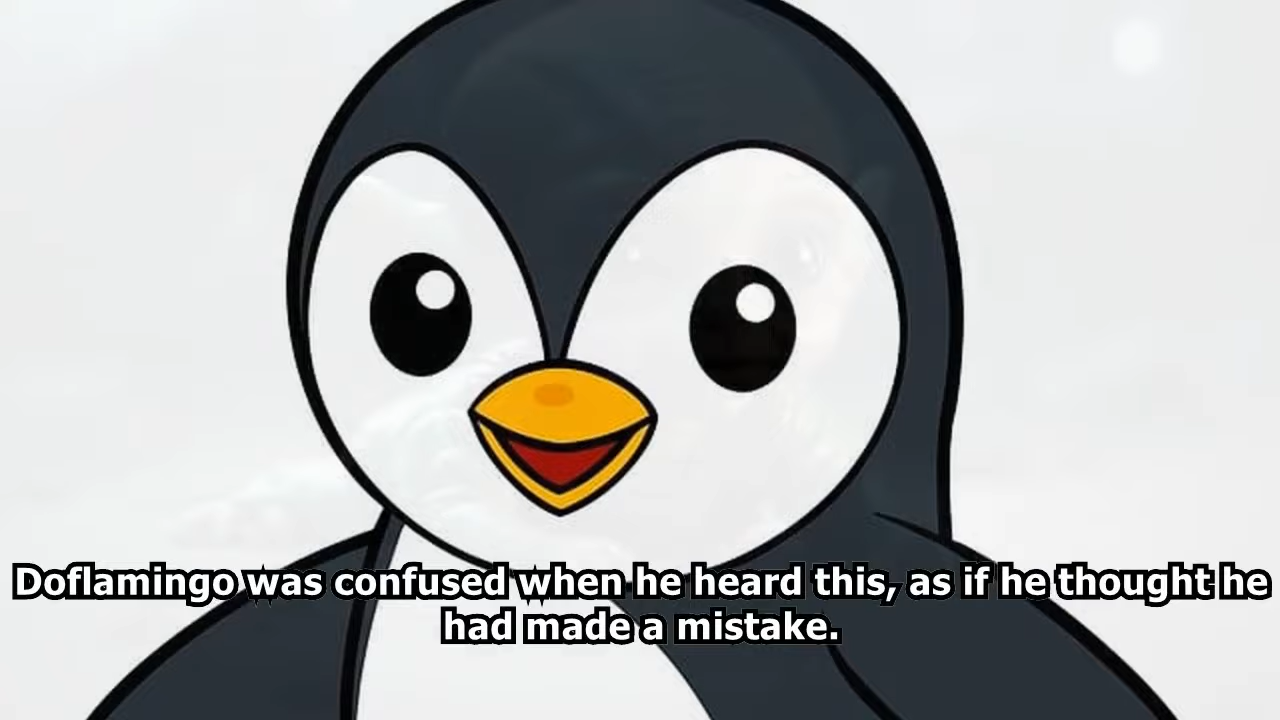 Doflamingo was confused when he heard this, as if he thought he
had made a mistake.